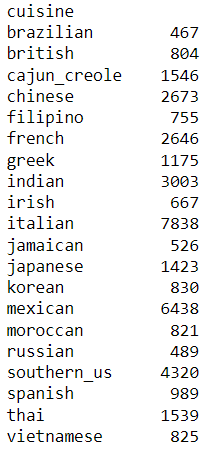 cuisine
brazilian 467
british 804
cajun_creole 1546
chinese 2673
filipino 755
french 2646
greek 1175
indian 3003
irish 667
italian 7838
jamaican 526
japanese 1423
korean 830
mexican 6438
moroccan 821
russian 489
southern_us 4320
spanish 989
thai 1539
vietnamese 825